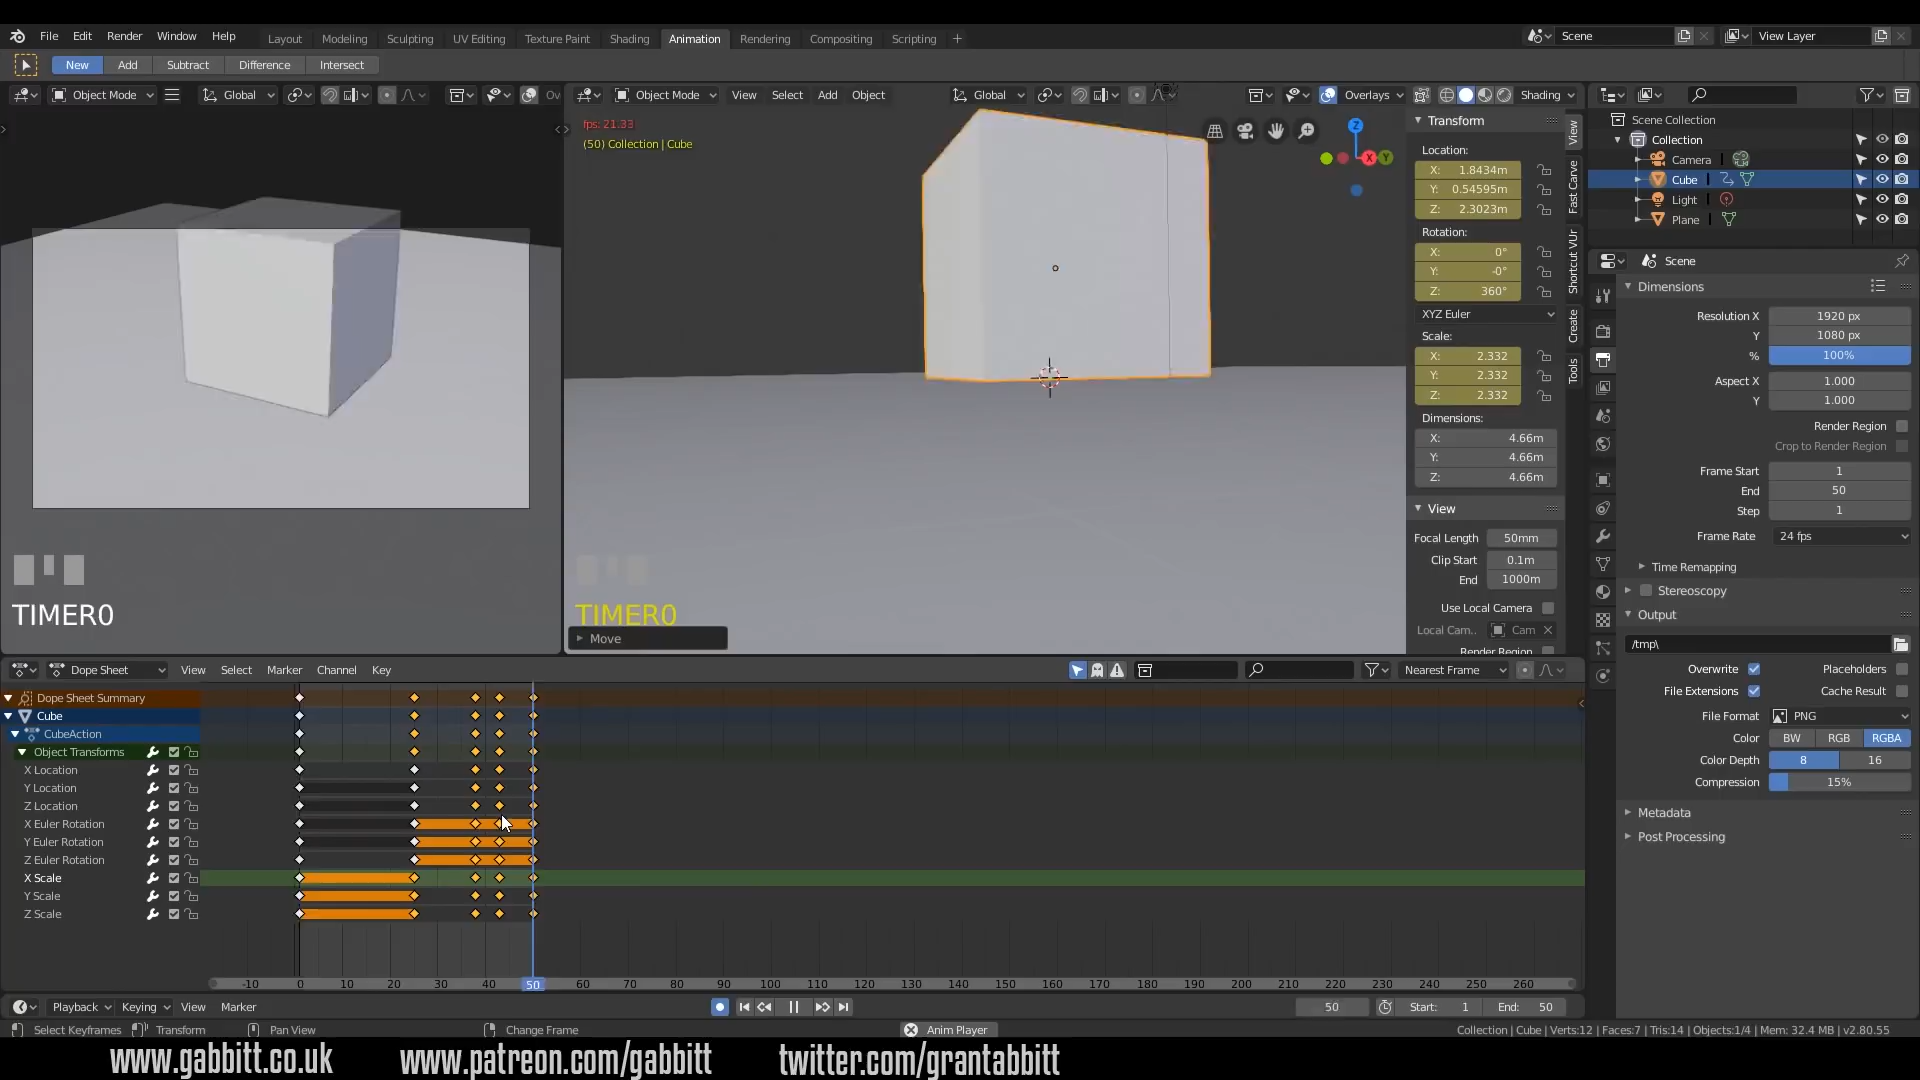 File Edit Render Window Help Layout Modeling Sculpting UV Editing Texture Paint Shading Animation Rendering Compositing Scripting + Scene View Layer
New Add Subtract Difference Intersect
Object Mode Global Object Mode View Select Add Object Global Overlays Shading
fps: 21.33
(50) Collection | Cube
Z
X
Y
Transform
Location:
X: 1.8434m
Y: 0.54595m
Z: 2.3023m
Rotation:
X: 0°
Y: -0°
Z: 360°
XYZ Euler
Scale:
X: 2.332
Y: 2.332
Z: 2.332
Dimensions:
X: 4.66m
Y: 4.66m
Z: 4.66m
View
Focal Length 50mm
Clip Start 0.1m
End 1000m
Use Local Camera
Local Cam.. Cam
Render Region
View
Fast Carve
Shortcut VUr
Create
Tools
Scene Collection
Collection
Camera
Cube
Light
Plane
Scene
Dimensions
Resolution X 1920 px
Y 1080 px
% 100%
Aspect X 1.000
Y 1.000
Render Region
Crop to Render Region
Frame Start 1
End 50
Step 1
Frame Rate 24 fps
Time Remapping
Stereoscopy
Output
/tmp\
Overwrite Placeholders
File Extensions Cache Result
File Format PNG
Color BW RGB RGBA
Color Depth 8 16
Compression 15%
Metadata
Post Processing
TIMER0
TIMER0
Move
Dope Sheet View Select Marker Channel Key Nearest Frame
Dope Sheet Summary
Cube
CubeAction
Object Transforms
X Location
Y Location
Z Location
X Euler Rotation
Y Euler Rotation
Z Euler Rotation
X Scale
Y Scale
Z Scale
-10 0 10 20 30 40 50 60 70 80 90 100 110 120 130 140 150 160 170 180 190 200 210 220 230 240 250 260
Playback Keying View Marker 50 Start: 1 End: 50
Select Keyframes Transform Pan View Change Frame Anim Player Collection | Cube | Verts:12 | Faces:7 | Tris:14 | Objects:1/4 | Mem: 32.4 MB | v2.80.55
www.gabbitt.co.uk www.patreon.com/gabbitt twitter.com/grantabbitt